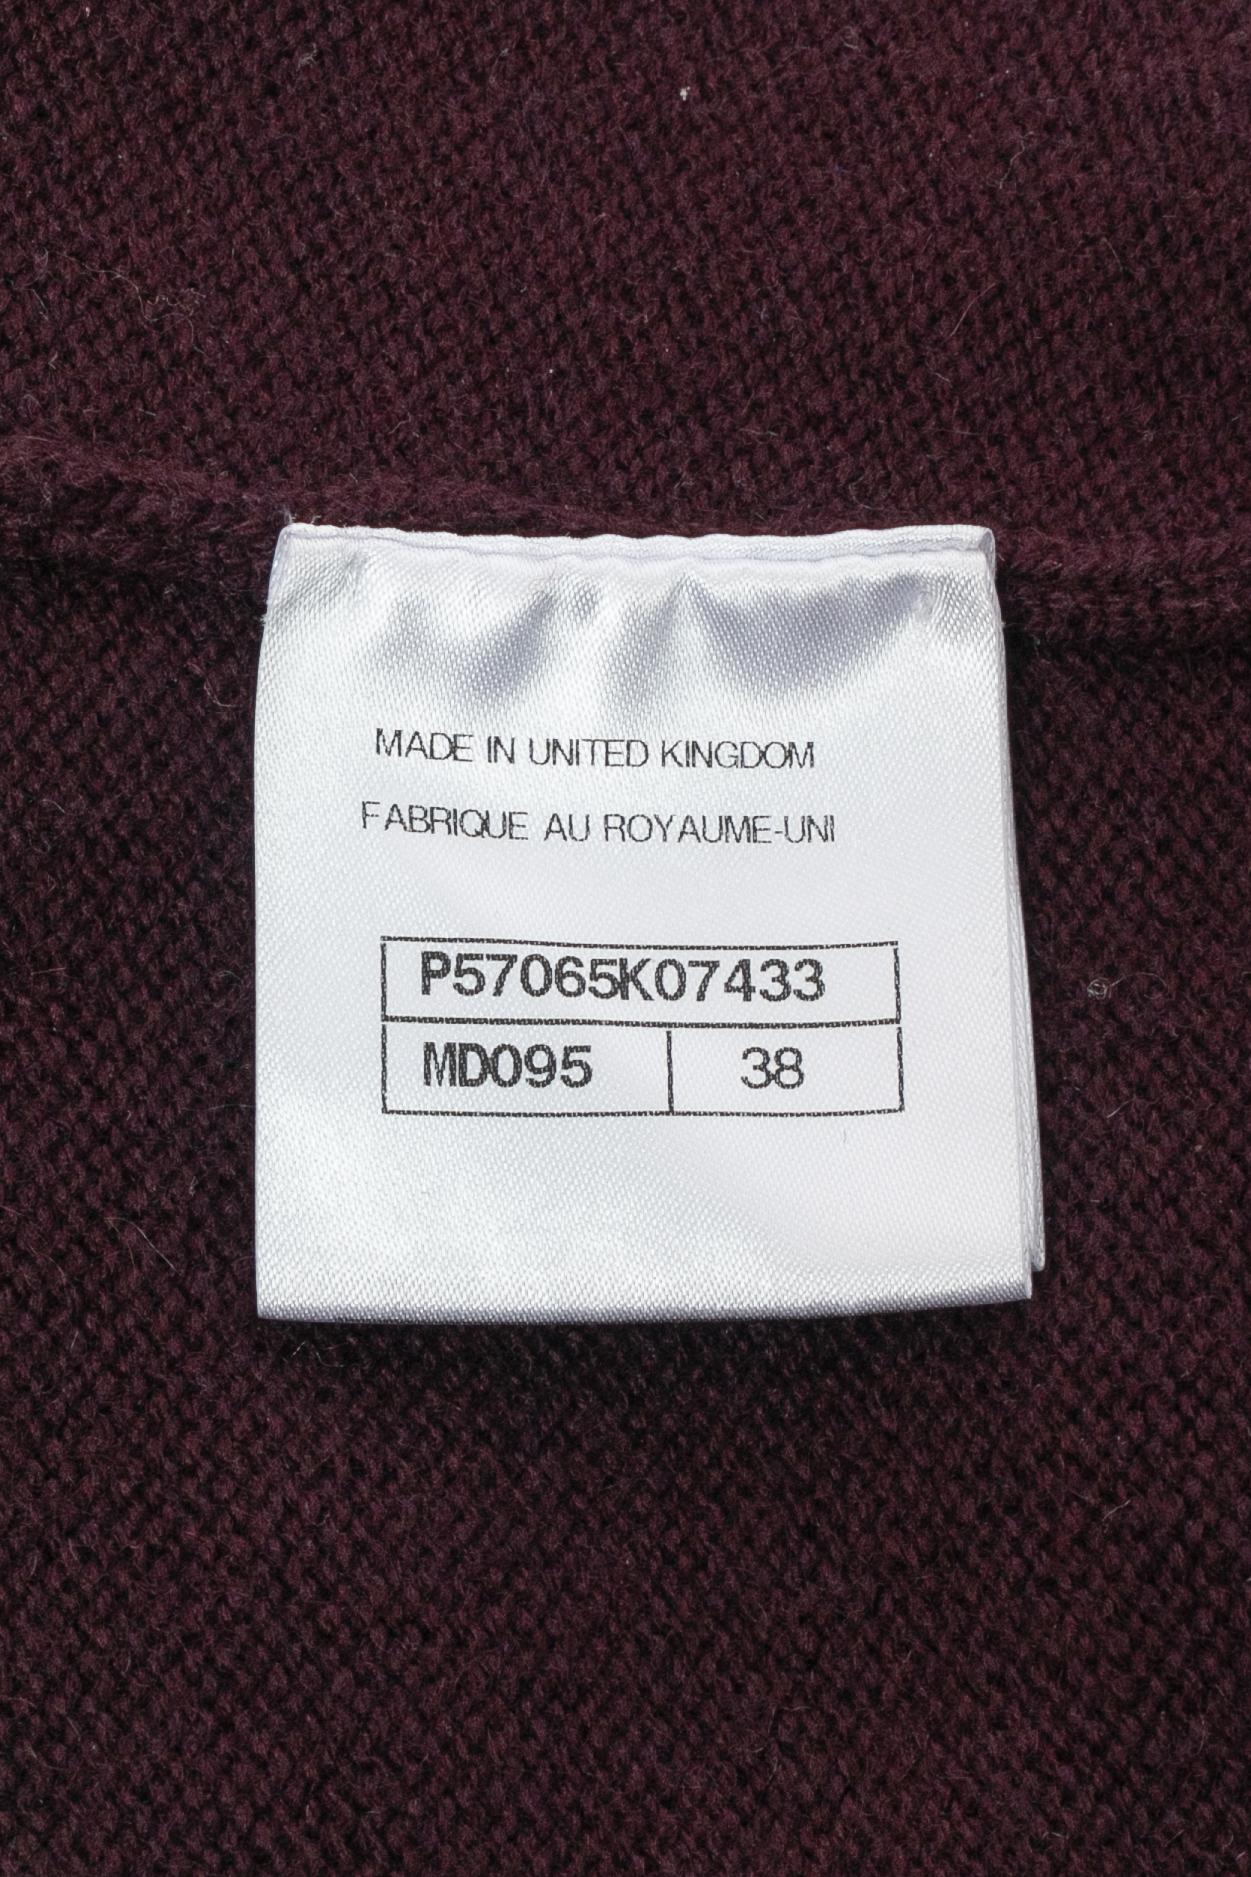 MADE IN UNITED KINGDOM
FABRIQUE AU ROYAUME-UNI
P57065K07433
MD095 38